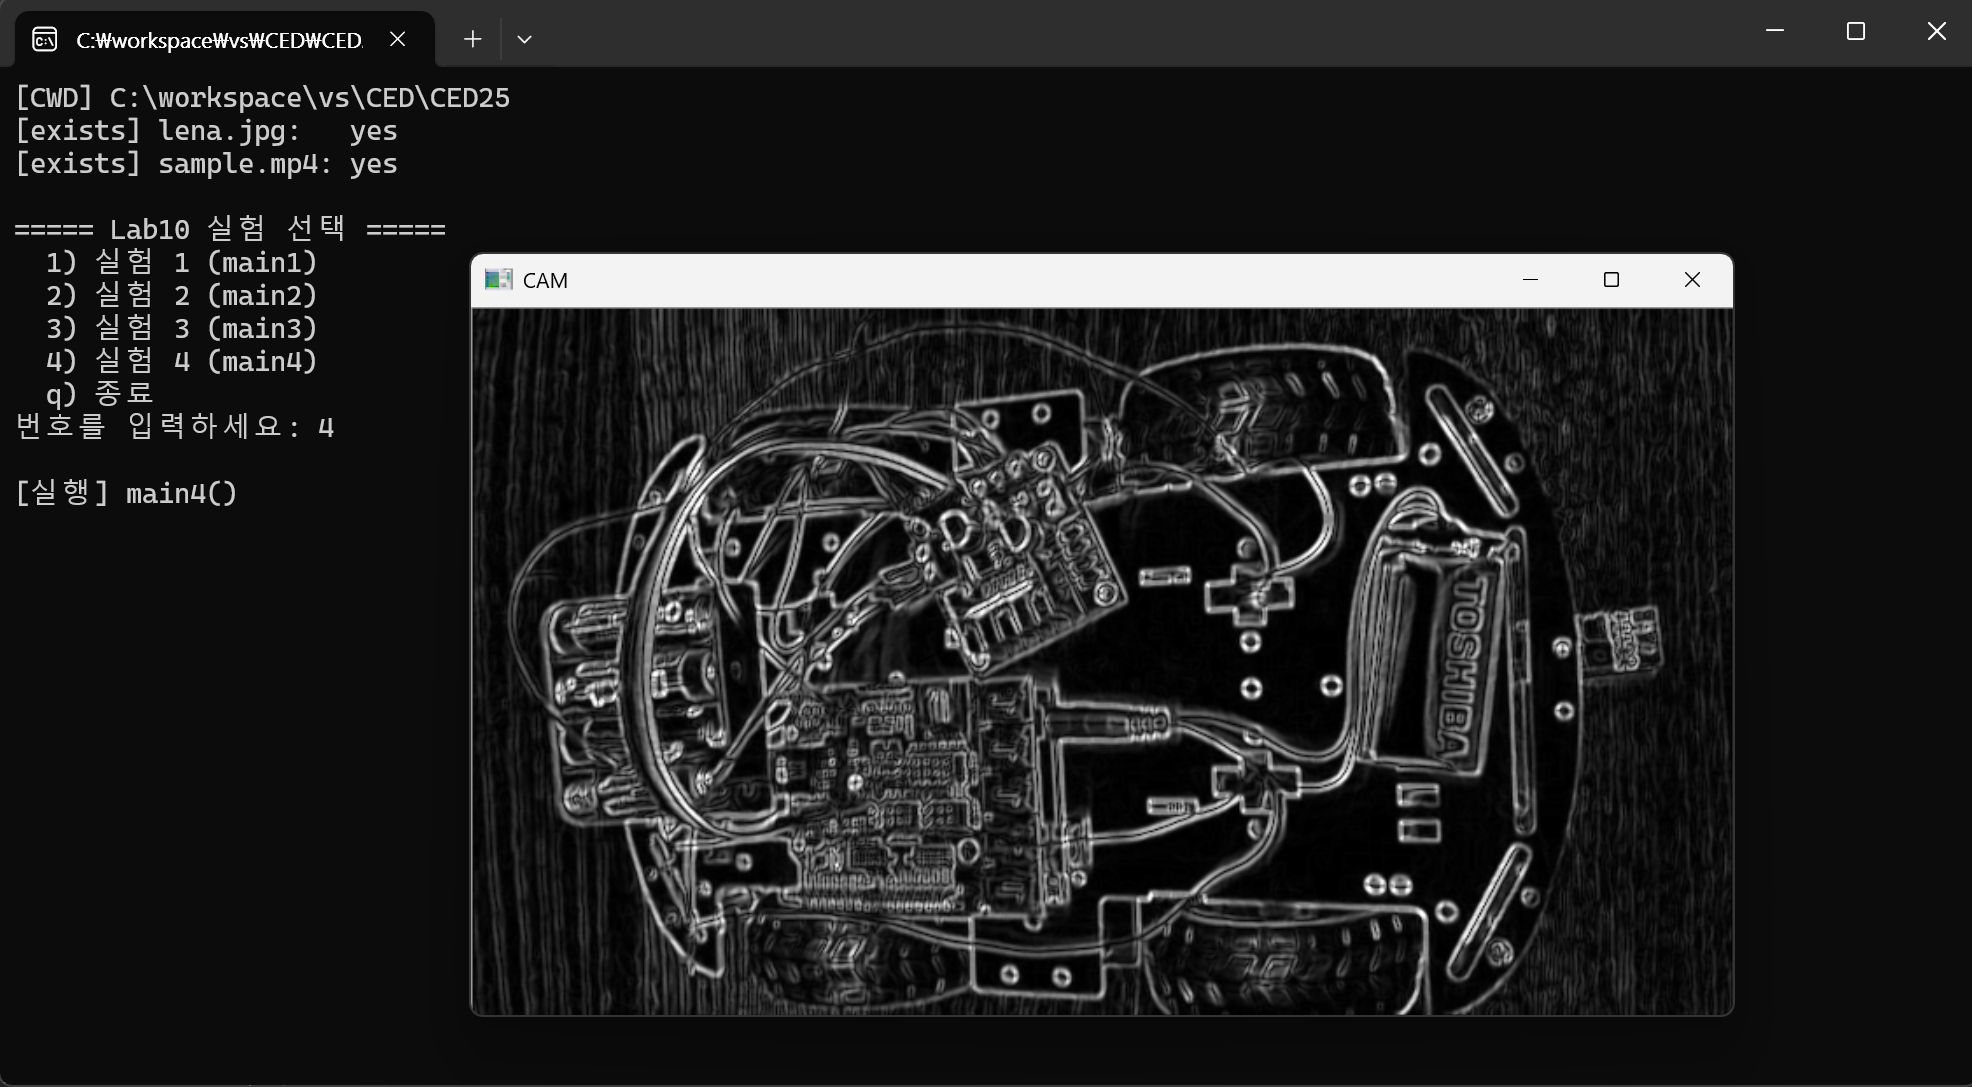 C:₩workspace₩vs₩CED₩CED
[CWD] C:\workspace\vs\CED\CED25
[exists] lena.jpg:   yes
[exists] sample.mp4: yes
===== Lab10 실험 선택 =====
1) 실험 1 (main1)
2) 실험 2 (main2)
3) 실험 3 (main3)
4) 실험 4 (main4)
q) 종료
번호를 입력하세요: 4
[실행] main4()
CAM
TOSHIBA